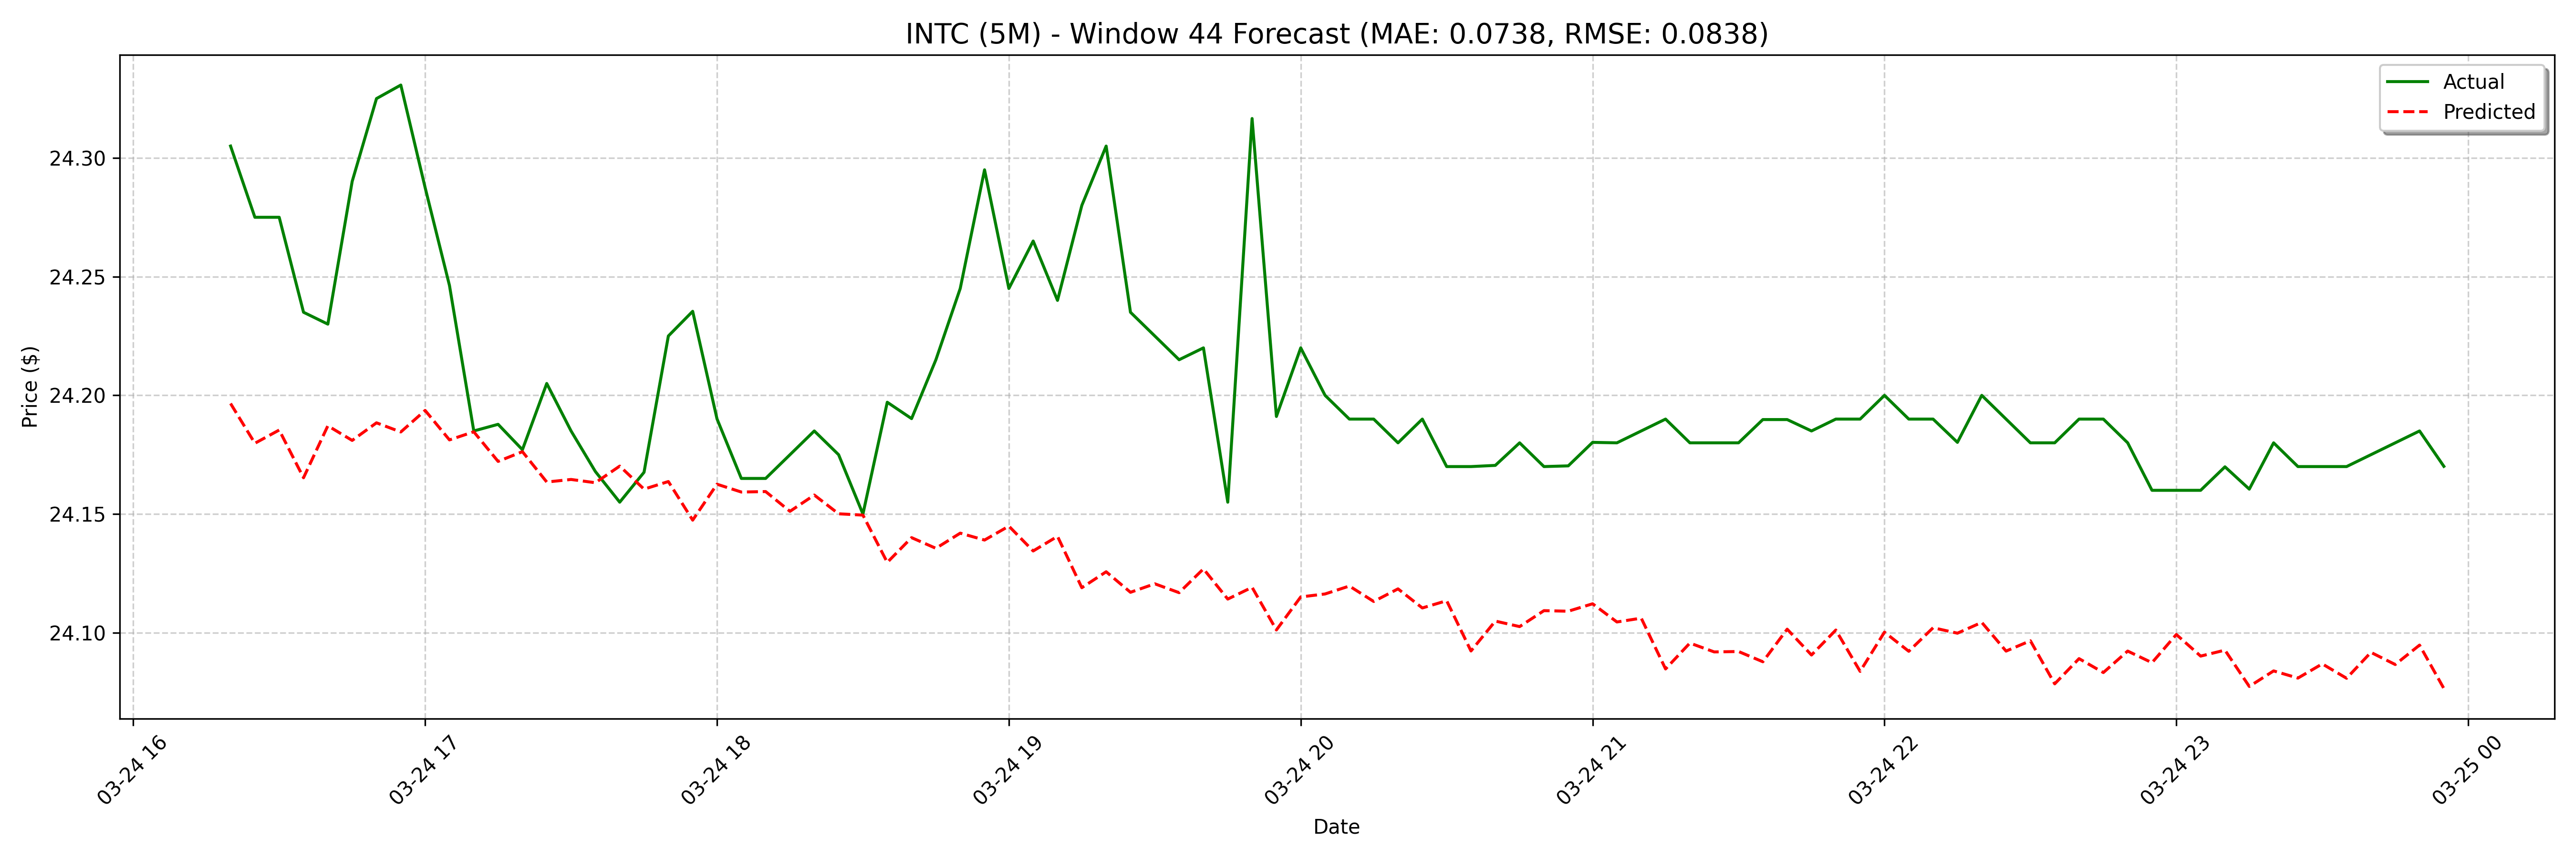 INTC (5M) - Window 44 Forecast (MAE: 0.0738, RMSE: 0.0838)
Actual
Predicted
Price ($)
24.30
24.25
24.20
24.15
24.10
03-24 16
03-24 17
03-24 18
03-24 19
03-24 20
03-24 21
03-24 22
03-24 23
03-25 00
Date